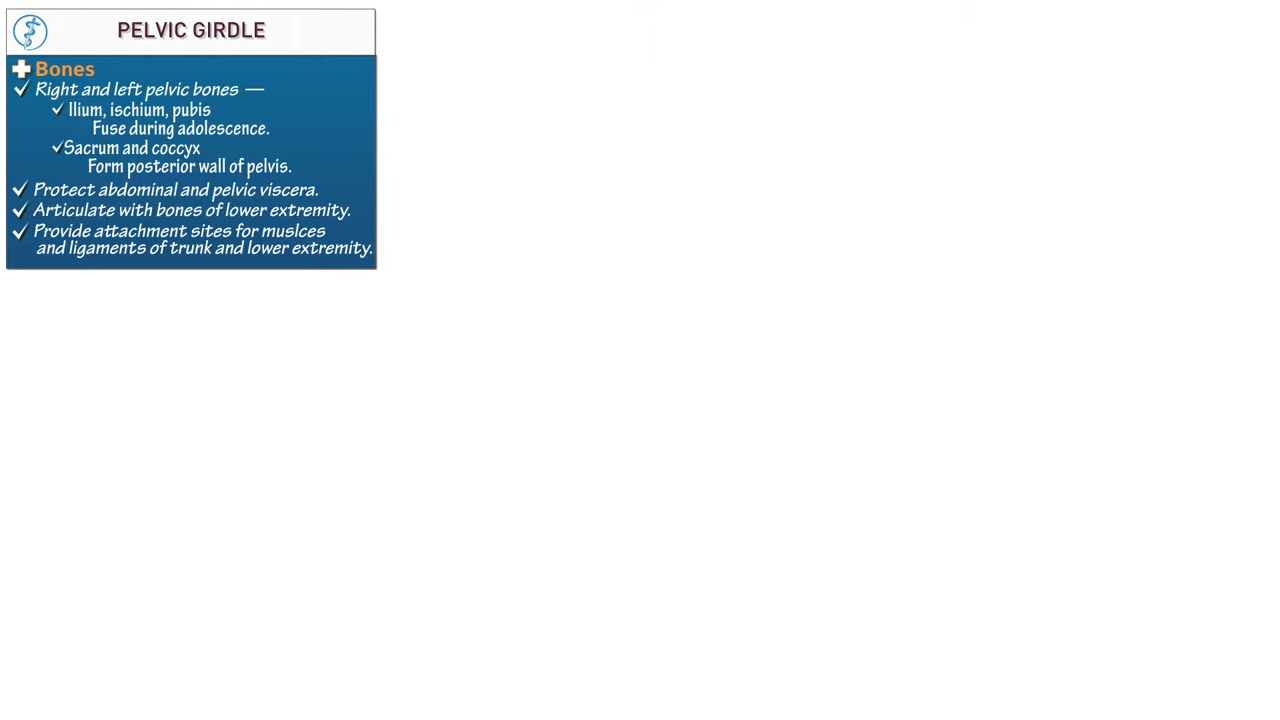 PELVIC GIRDLE
Bones
Right and left pelvic bones —
Ilium, ischium, pubis
Fuse during adolescence.
Sacrum and coccyx
Form posterior wall of pelvis.
Protect abdominal and pelvic viscera.
Articulate with bones of lower extremity.
Provide attachment sites for muslces
and ligaments of trunk and lower extremity.